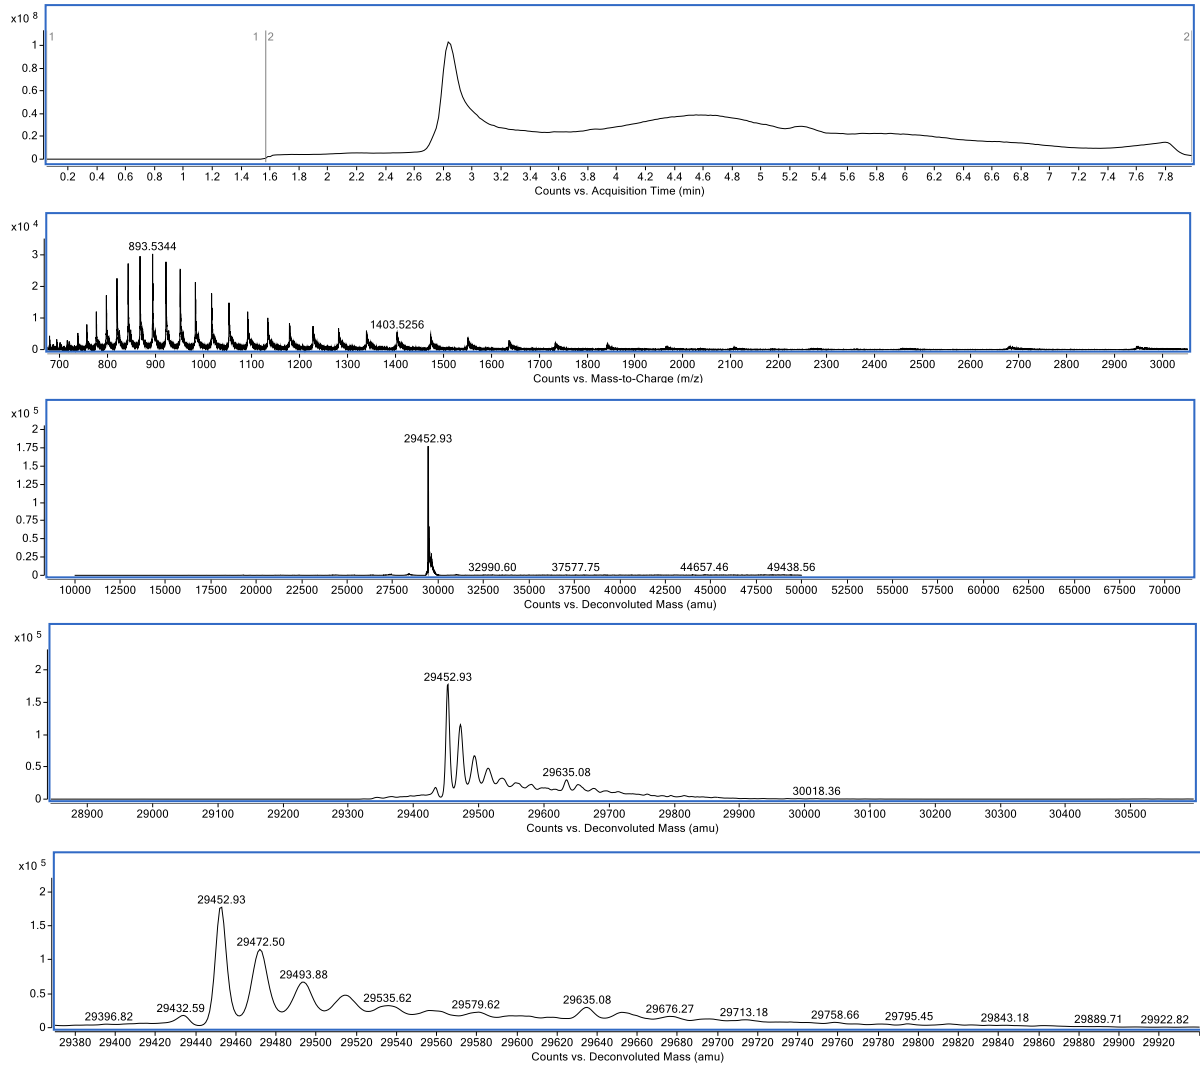 x10 8
1 1 2 2
1
0.8
0.6
0.4
0.2
0
0.2 0.4 0.6 0.8 1 1.2 1.4 1.6 1.8 2 2.2 2.4 2.6 2.8 3 3.2 3.4 3.6 3.8 4 4.2 4.4 4.6 4.8 5 5.2 5.4 5.6 5.8 6 6.2 6.4 6.6 6.8 7 7.2 7.4 7.6 7.8
Counts vs. Acquisition Time (min)
x10 4
893.5344
3
2
1403.5256
1
0
700 800 900 1000 1100 1200 1300 1400 1500 1600 1700 1800 1900 2000 2100 2200 2300 2400 2500 2600 2700 2800 2900 3000
Counts vs. Mass-to-Charge (m/z)
x10 5
2
29452.93
1.75
1.5
1.25
1
0.75
0.5
0.25
32990.60 37577.75 44657.46 49438.56
0
10000 12500 15000 17500 20000 22500 25000 27500 30000 32500 35000 37500 40000 42500 45000 47500 50000 52500 55000 57500 60000 62500 65000 67500 70000
Counts vs. Deconvoluted Mass (amu)
x10 5
2
29452.93
1.5
1
0.5
29635.08
30018.36
0
28900 29000 29100 29200 29300 29400 29500 29600 29700 29800 29900 30000 30100 30200 30300 30400 30500
Counts vs. Deconvoluted Mass (amu)
x10 5
2
29452.93
1.5
29472.50
1
29493.88
0.5
29396.82 29432.59 29535.62 29579.62 29635.08 29676.27 29713.18 29758.66 29795.45 29843.18 29889.71 29922.82
0
29380 29400 29420 29440 29460 29480 29500 29520 29540 29560 29580 29600 29620 29640 29660 29680 29700 29720 29740 29760 29780 29800 29820 29840 29860 29880 29900 29920
Counts vs. Deconvoluted Mass (amu)